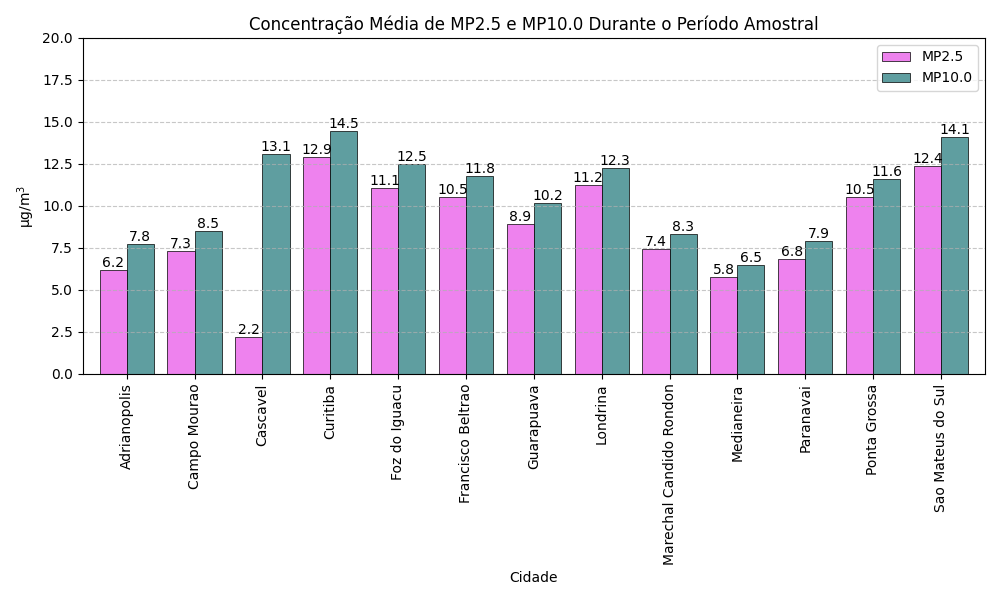 Concentração Média de MP2.5 e MP10.0 Durante o Período Amostral
MP2.5
MP10.0
µg/m³
20.0
17.5
15.0
12.5
10.0
7.5
5.0
2.5
0.0
6.2 7.8
7.3 8.5
2.2 13.1
12.9 14.5
11.1 12.5
10.5 11.8
8.9 10.2
11.2 12.3
7.4 8.3
5.8 6.5
6.8 7.9
10.5 11.6
12.4 14.1
Adrianopolis
Campo Mourao
Cascavel
Curitiba
Foz do Iguacu
Francisco Beltrao
Guarapuava
Londrina
Marechal Candido Rondon
Medianeira
Paranavai
Ponta Grossa
Sao Mateus do Sul
Cidade